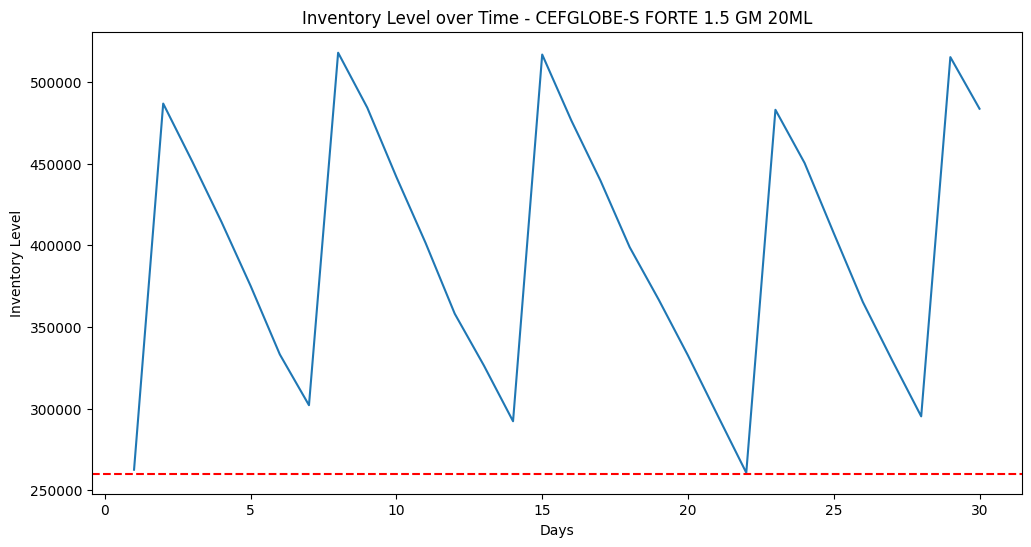 Inventory Level over Time - CEFGLOBE-S FORTE 1.5 GM 20ML
500000
450000
400000
350000
300000
250000
Inventory Level
0 5 10 15 20 25 30
Days